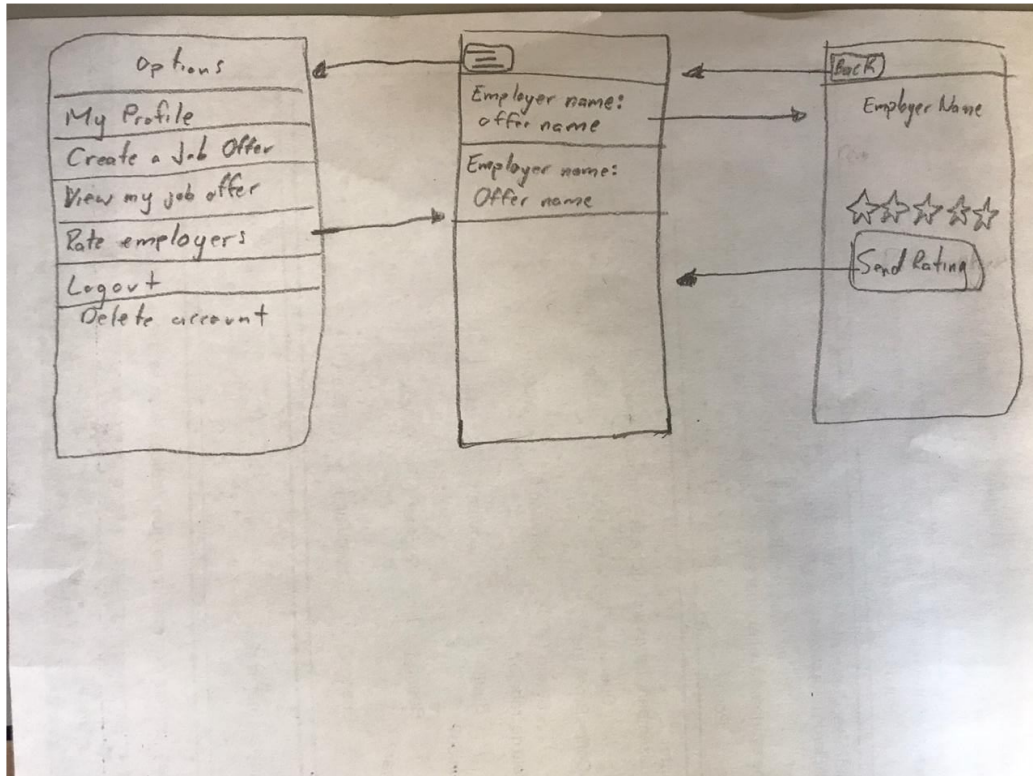 Options
My Profile
Create a Job Offer
View my job offer
Rate employers
Logout
Delete account
Employer name:
offer name
Employer name:
Offer name
Back
Employer Name
Send Rating